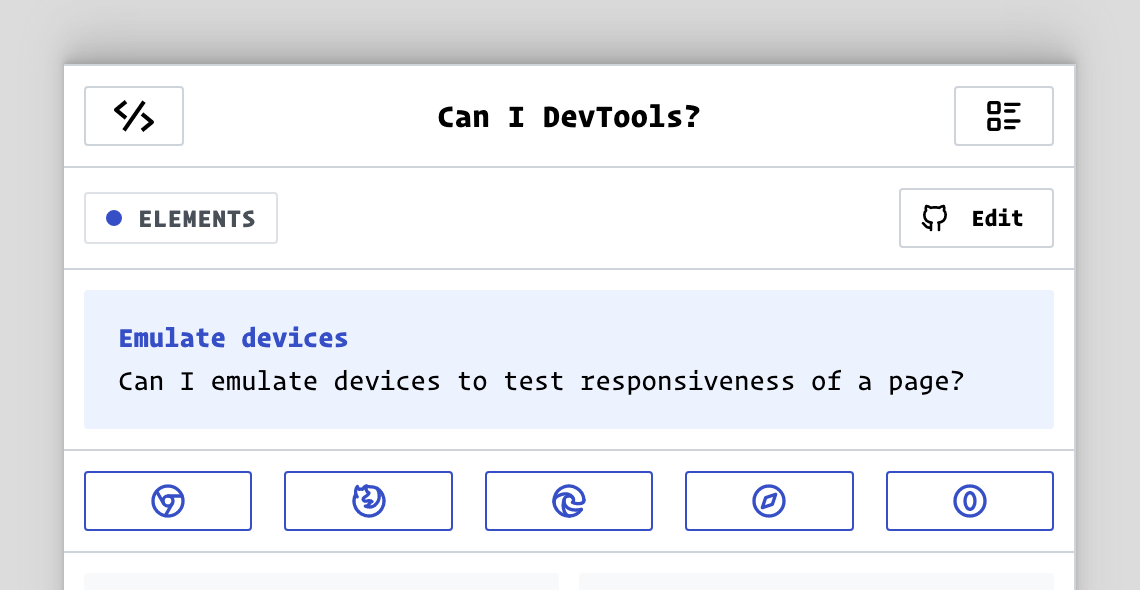 Can I DevTools?
ELEMENTS
Edit
Emulate devices
Can I emulate devices to test responsiveness of a page?